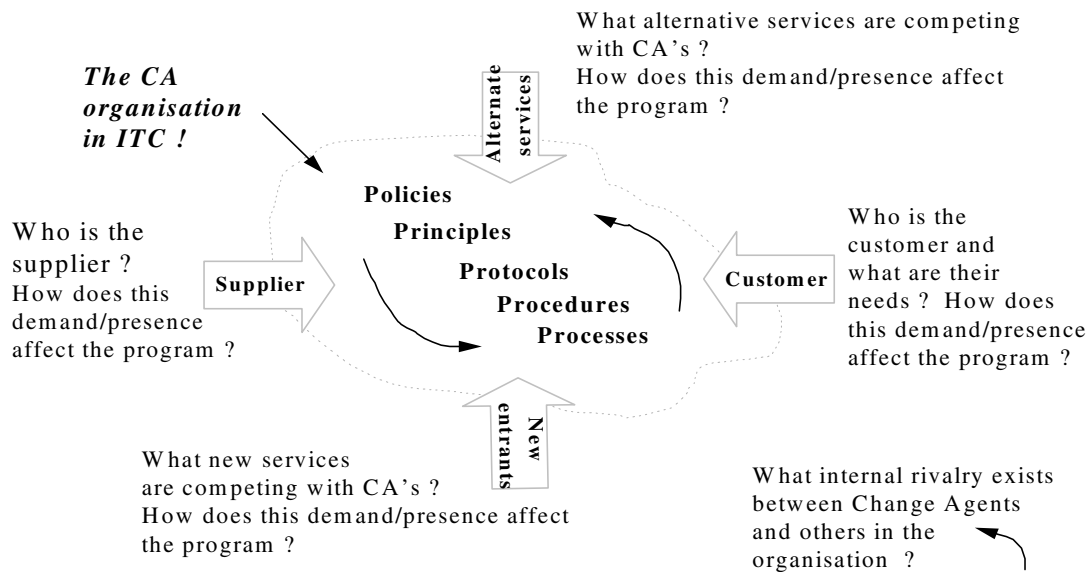 What alternative services are competing
with CA's ?
How does this demand/presence affect
the program ?
The CA
organisation
in ITC !
Alternate
services
Policies
Principles
Protocols
Procedures
Processes
Who is the
supplier ?
How does this
demand/presence
affect the program ?
Supplier
Customer
Who is the
customer and
what are their
needs ? How does
this demand/presence
affect the program ?
New
entrants
What new services
are competing with CA's ?
How does this demand/presence affect
the program ?
What internal rivalry exists
between Change Agents
and others in the
organisation ?